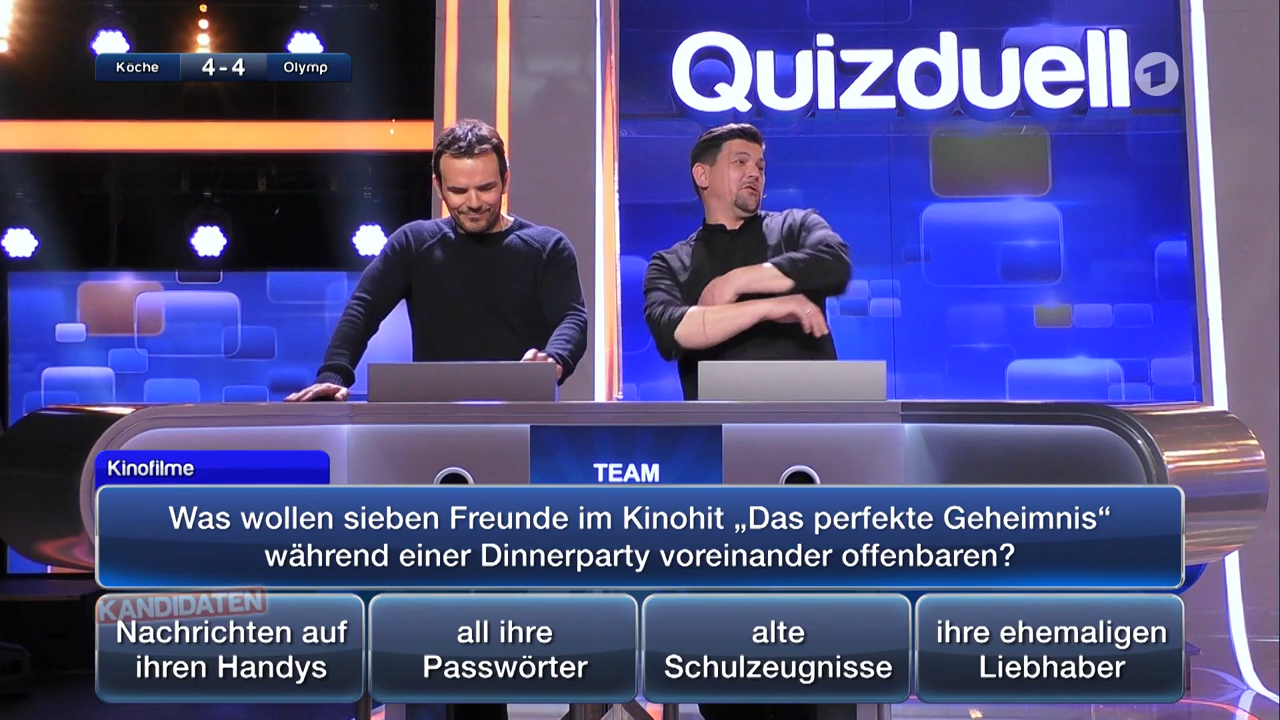 Köche 4-4 Olymp
Quizduell 1
TEAM
Kinofilme
Was wollen sieben Freunde im Kinohit „Das perfekte Geheimnis“
während einer Dinnerparty voreinander offenbaren?
KANDIDATEN
Nachrichten auf
ihren Handys
all ihre
Passwörter
alte
Schulzeugnisse
ihre ehemaligen
Liebhaber